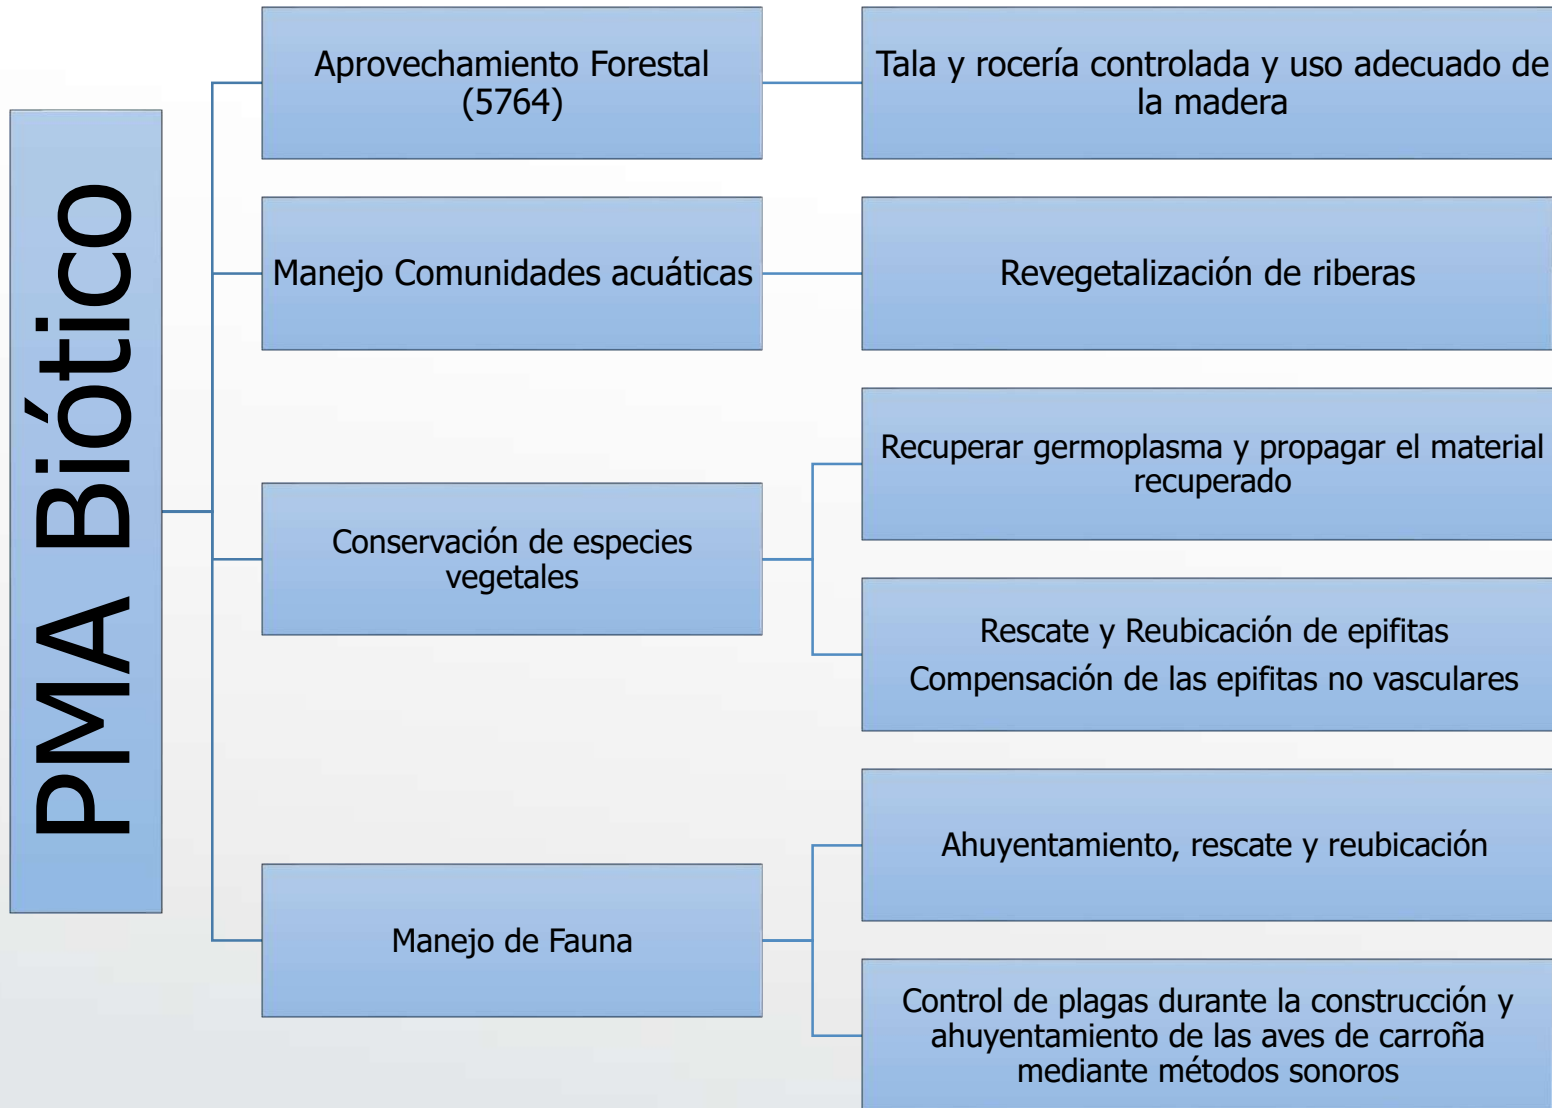 PMA Biótico
Aprovechamiento Forestal
(5764)
Tala y rocería controlada y uso adecuado de
la madera
Manejo Comunidades acuáticas
Revegetalización de riberas
Conservación de especies
vegetales
Recuperar germoplasma y propagar el material
recuperado
Rescate y Reubicación de epifitas
Compensación de las epifitas no vasculares
Manejo de Fauna
Ahuyentamiento, rescate y reubicación
Control de plagas durante la construcción y
ahuyentamiento de las aves de carroña
mediante métodos sonoros